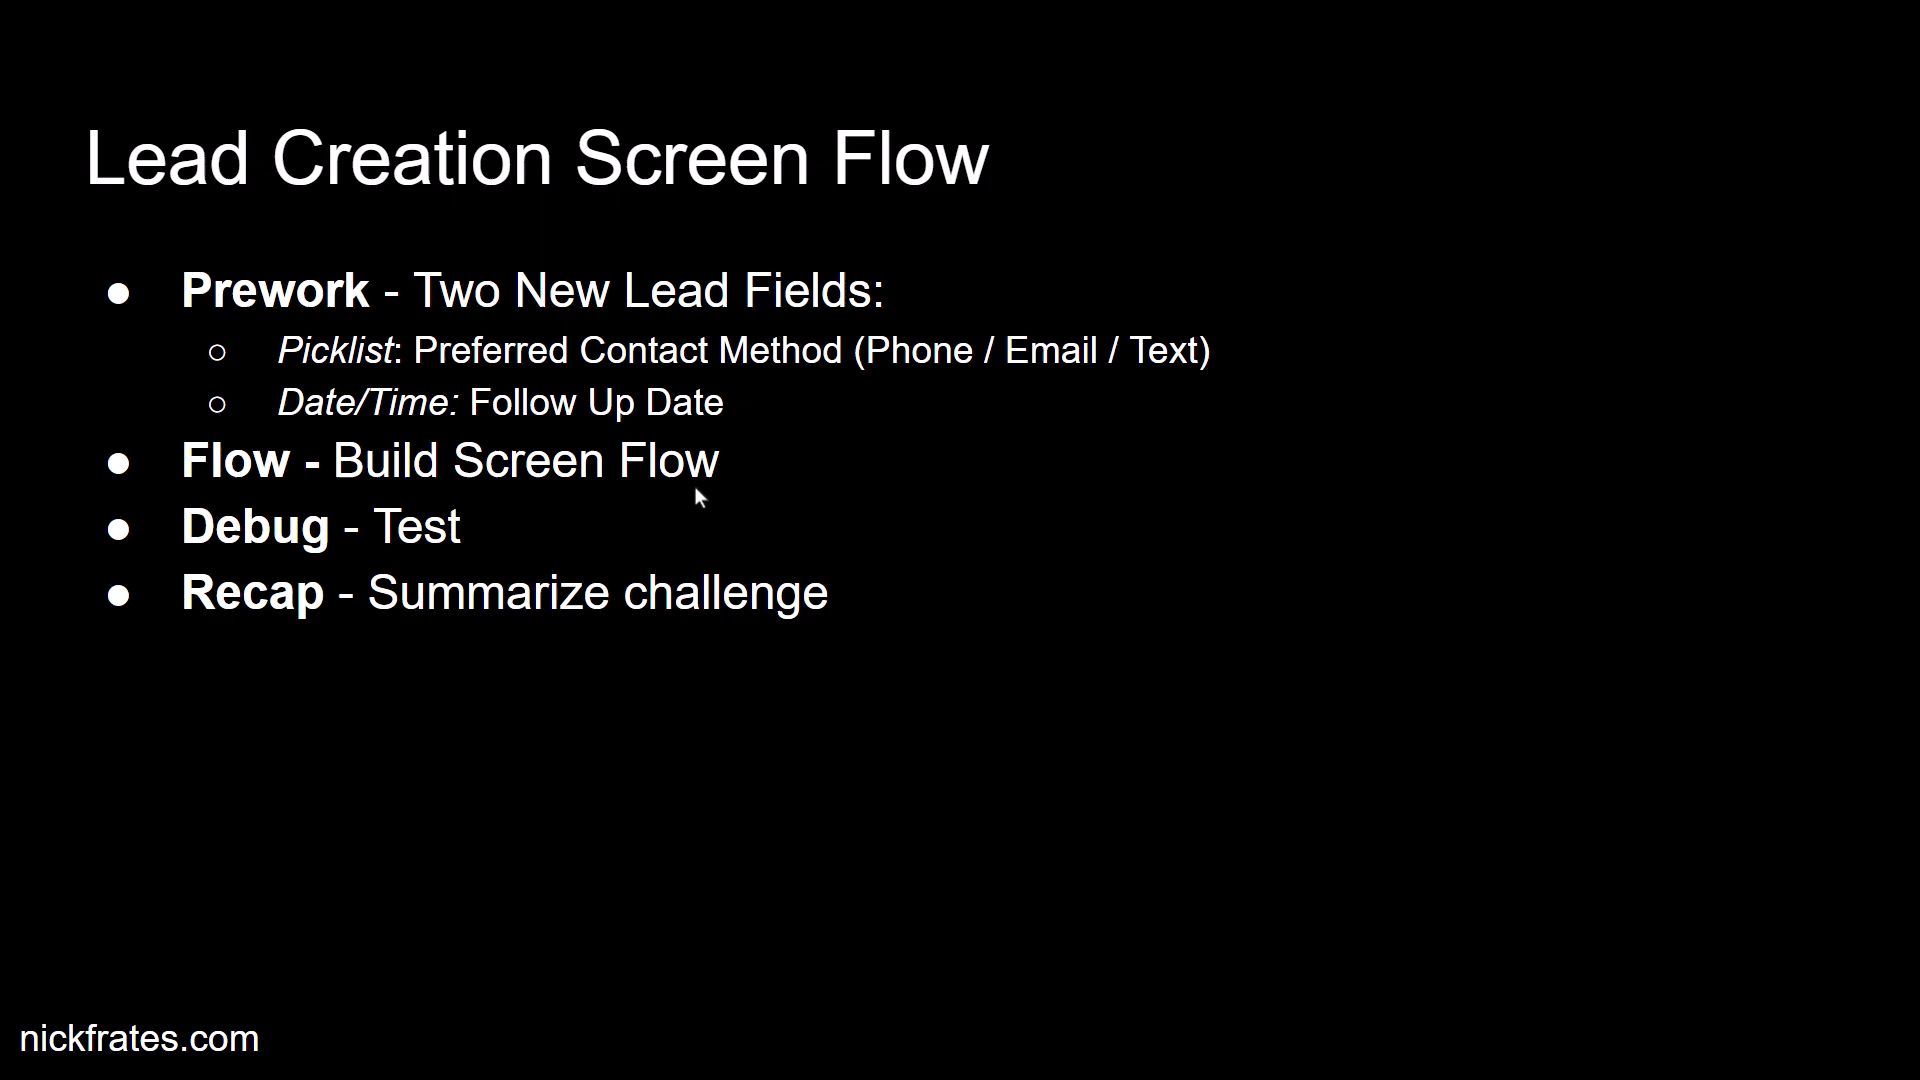 Lead Creation Screen Flow
● Prework - Two New Lead Fields:
○ Picklist: Preferred Contact Method (Phone / Email / Text)
○ Date/Time: Follow Up Date
● Flow - Build Screen Flow
● Debug - Test
● Recap - Summarize challenge
nickfrates.com